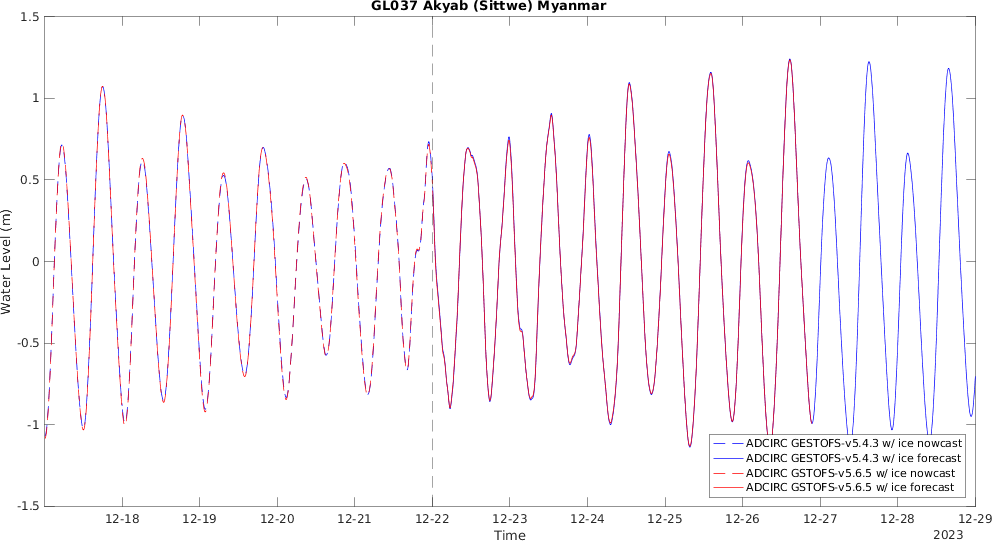 GL037 Akyab (Sittwe) Myanmar
1.5
1
0.5
0
-0.5
-1
-1.5
Water Level (m)
ADCIRC GESTOFS-v5.4.3 w/ ice nowcast
ADCIRC GESTOFS-v5.4.3 w/ ice forecast
ADCIRC GSTOFS-v5.6.5 w/ ice nowcast
ADCIRC GSTOFS-v5.6.5 w/ ice forecast
12-18 12-19 12-20 12-21 12-22 12-23 12-24 12-25 12-26 12-27 12-28 12-29
Time 2023